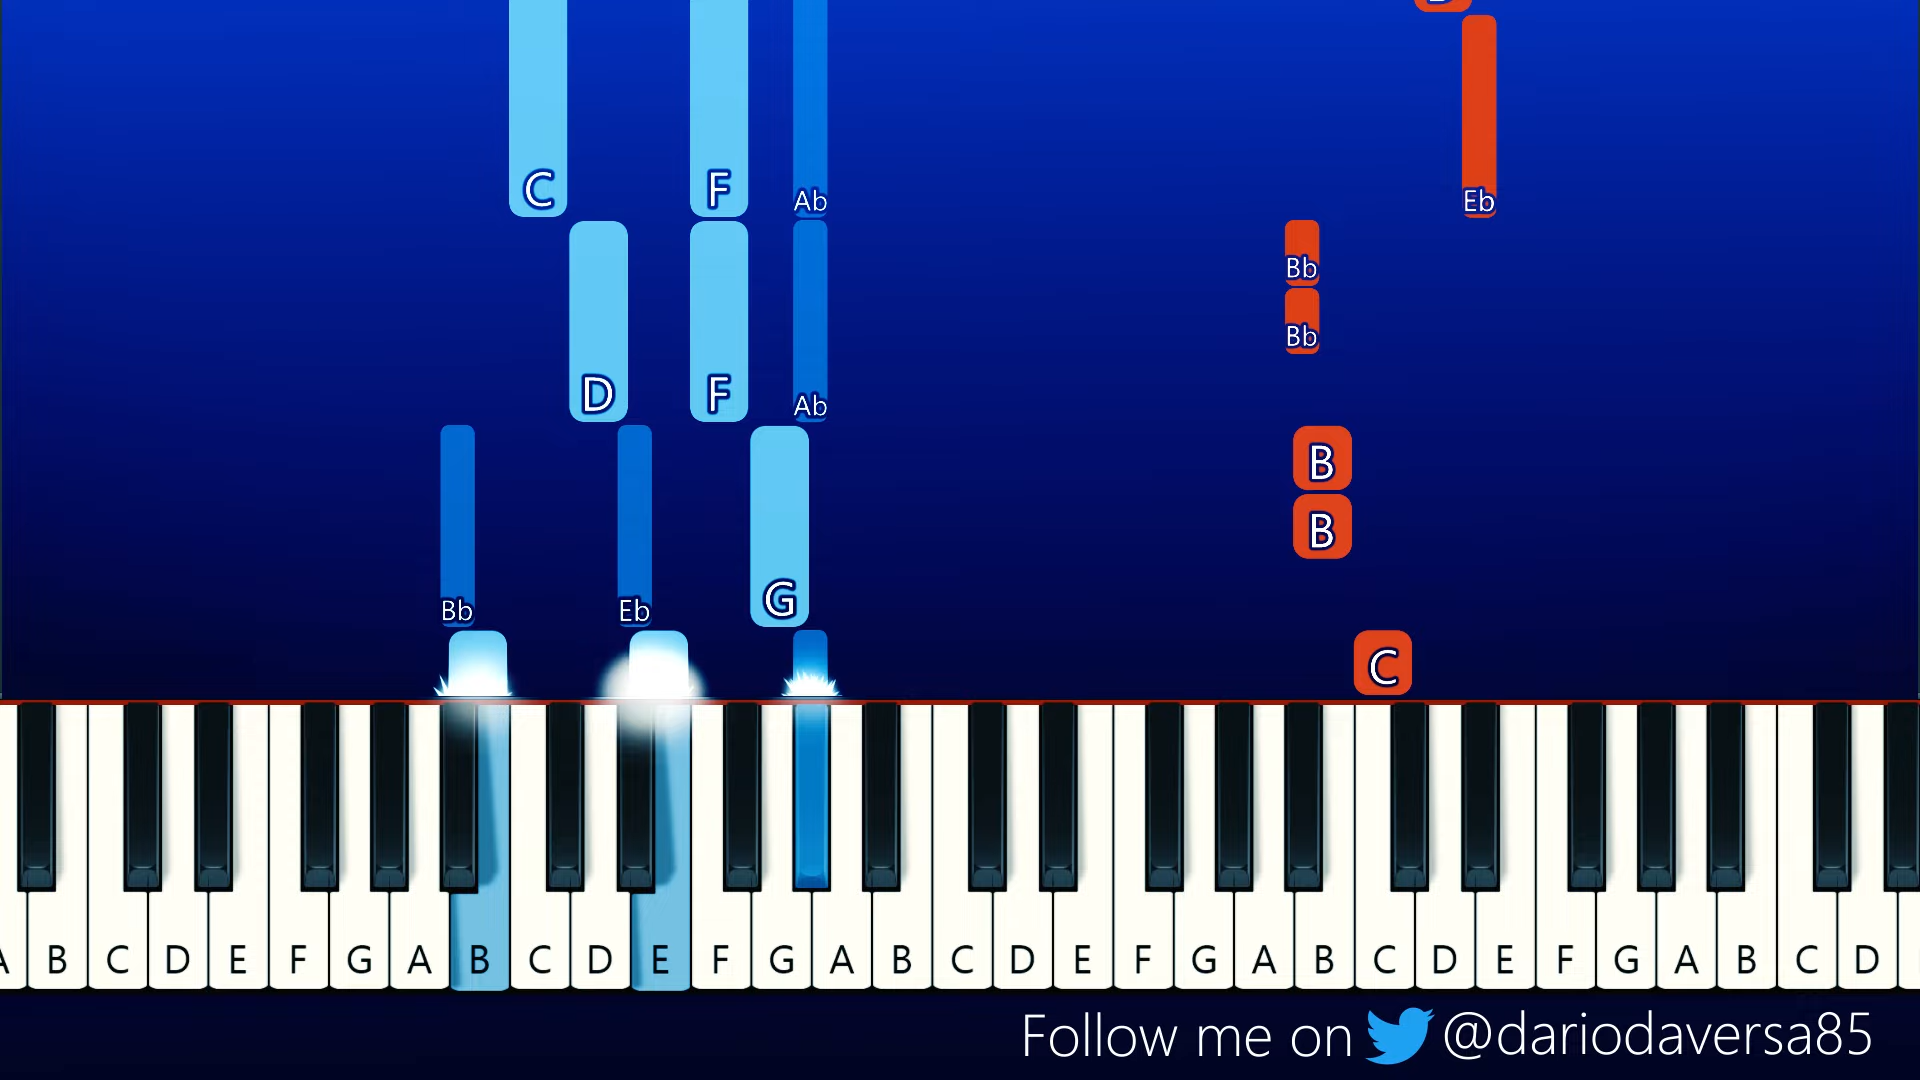 C F Ab Eb
Bb
Bb
D F Ab
B
B
Bb Eb G
C
B C D E F G A B C D E F G A B C D E F G A B C D E F G A B C D
Follow me on @dariodaversa85